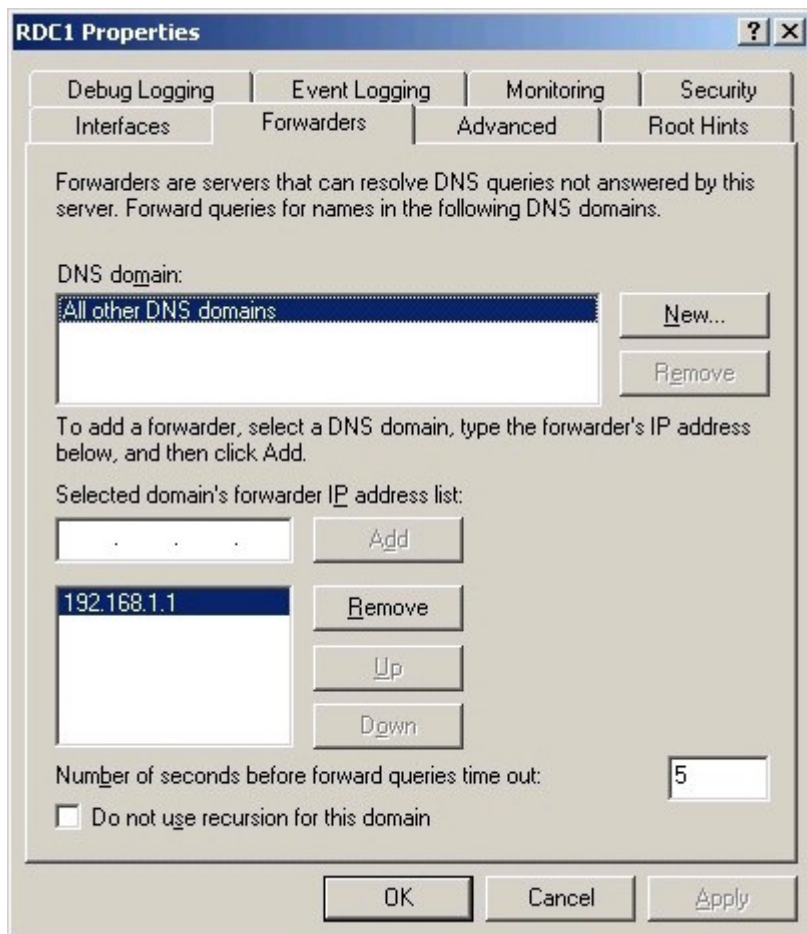 RDC1 Properties
Debug Logging
Event Logging
Monitoring
Security
Interfaces
Forwarders
Advanced
Root Hints
Forwarders are servers that can resolve DNS queries not answered by this
server. Forward queries for names in the following DNS domains.
DNS domain:
All other DNS domains
New...
Remove
To add a forwarder, select a DNS domain, type the forwarder's IP address
below, and then click Add.
Selected domain's forwarder IP address list:
. . .
Add
192.168.1.1
Remove
Up
Down
Number of seconds before forward queries time out:
5
Do not use recursion for this domain
OK
Cancel
Apply